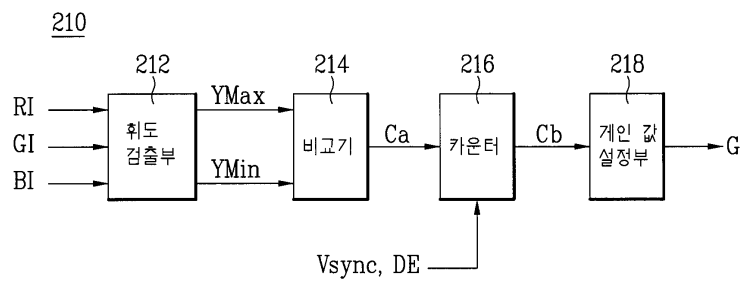 210
212
214
216
218
RI
GI
BI
휘도
검출부
YMax
YMin
비교기
Ca
카운터
Cb
게인 값
설정부
G
Vsync, DE